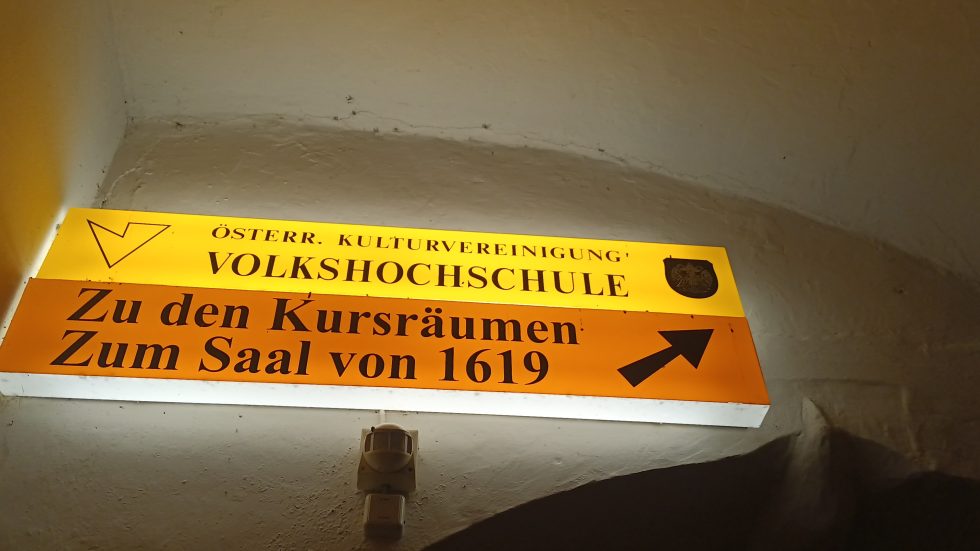 ÖSTERR. KULTURVEREINIGUNG'
VOLKSHOCHSCHULE
Zu den Kursräumen
Zum Saal von 1619